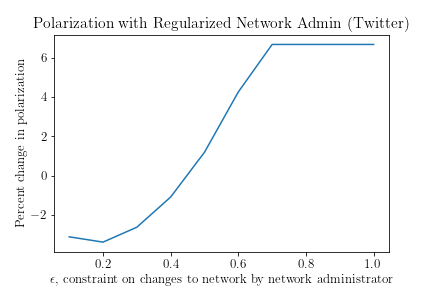 Polarization with Regularized Network Admin (Twitter)
Percent change in polarization
6
4
2
0
−2
0.2 0.4 0.6 0.8 1.0
ϵ, constraint on changes to network by network administrator